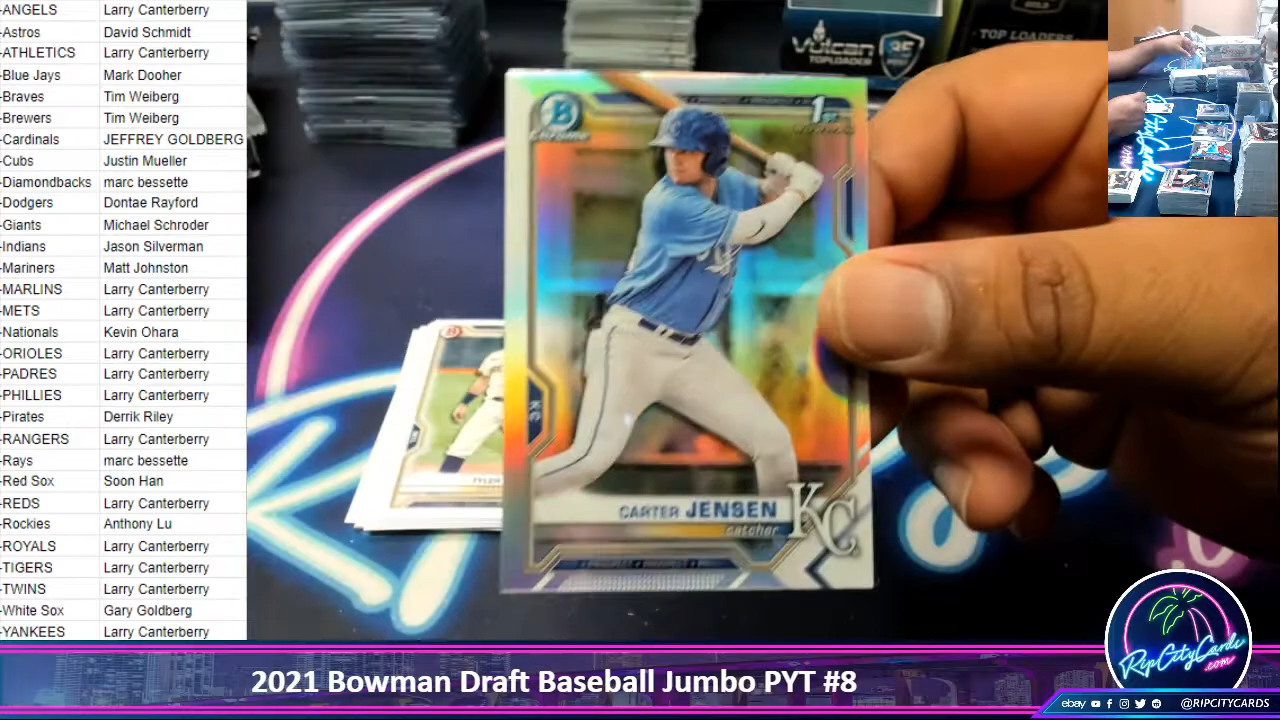 -ANGELS Larry Canterberry
-Astros David Schmidt
-ATHLETICS Larry Canterberry
-Blue Jays Mark Dooher
-Braves Tim Weiberg
-Brewers Tim Weiberg
-Cardinals JEFFREY GOLDBERG
-Cubs Justin Mueller
-Diamondbacks marc bessette
-Dodgers Dontae Rayford
-Giants Michael Schroder
-Indians Jason Silverman
-Mariners Matt Johnston
-MARLINS Larry Canterberry
-METS Larry Canterberry
-Nationals Kevin Ohara
-ORIOLES Larry Canterberry
-PADRES Larry Canterberry
-PHILLIES Larry Canterberry
-Pirates Derrik Riley
-RANGERS Larry Canterberry
-Rays marc bessette
-Red Sox Soon Han
-REDS Larry Canterberry
-Rockies Anthony Lu
-ROYALS Larry Canterberry
-TIGERS Larry Canterberry
-TWINS Larry Canterberry
-White Sox Gary Goldberg
-YANKEES Larry Canterberry
Vulcan
TOPLOADER
TOP LOADERS
B
Chrome
1st
KC
CARTER JENSEN
catcher
KC
TYLER
RipCityCards
.com
2021 Bowman Draft Baseball Jumbo PYT #8
ebay @RIPCITYCARDS